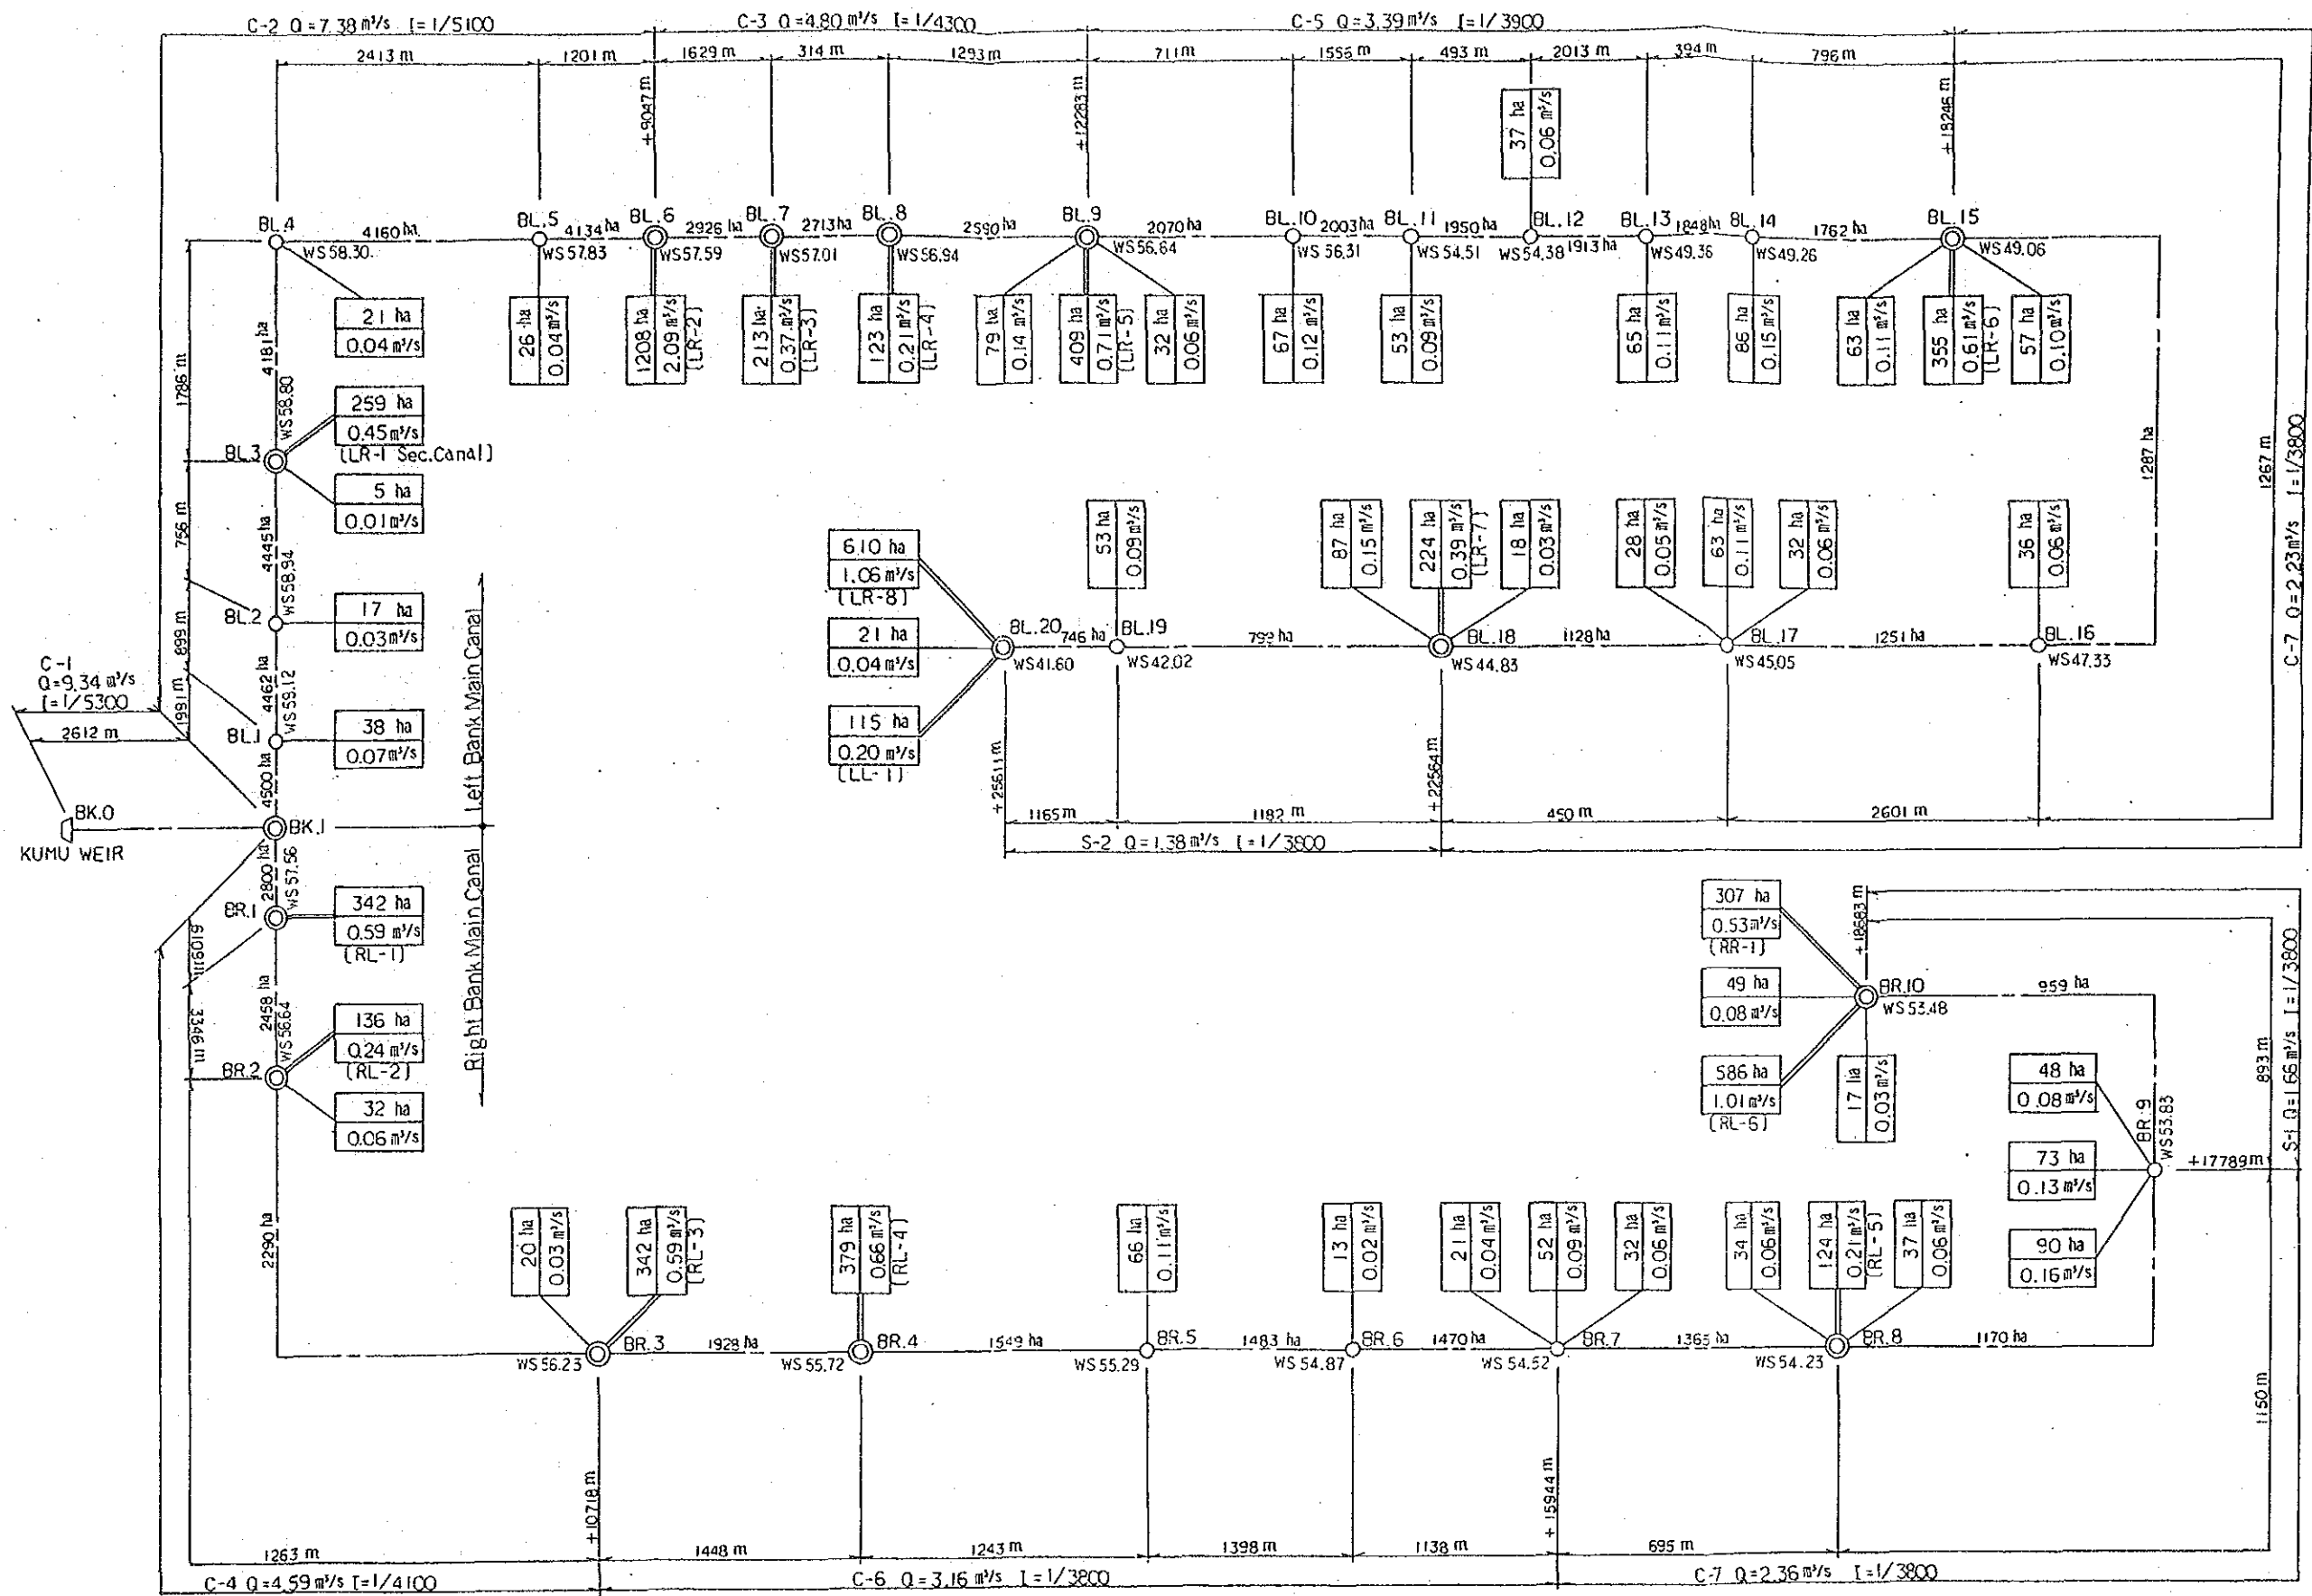 C-2 Q=7.38 m³/s I=1/5100
C-3 Q=4.80 m³/s I=1/4300
C-5 Q=3.39 m³/s I=1/3900
2413 m
1201 m
1629 m
314 m
1293 m
711 m
1556 m
493 m
2013 m
394 m
796 m
+9047 m
+12283 m
+18246 m
37 ha
0.06 m³/s
BL.4
4160 ha
BL.5
4134 ha
BL.6
2926 ha
BL.7
2713 ha
BL.8
2590 ha
BL.9
2070 ha
BL.10
2003 ha
BL.11
1950 ha
BL.12
1913 ha
BL.13
1848 ha
BL.14
1762 ha
BL.15
WS 58.30
WS 57.83
WS 57.59
WS 57.01
WS 56.94
WS 56.64
WS 56.31
WS 54.51
WS 54.38
WS 49.36
WS 49.26
WS 49.06
21 ha
0.04 m³/s
26 ha
0.04 m³/s
1208 ha
2.09 m³/s
(LR-2)
213 ha
0.37 m³/s
(LR-3)
123 ha
0.21 m³/s
(LR-4)
79 ha
0.14 m³/s
409 ha
0.71 m³/s
(LR-5)
32 ha
0.06 m³/s
67 ha
0.12 m³/s
53 ha
0.09 m³/s
65 ha
0.11 m³/s
86 ha
0.15 m³/s
63 ha
0.11 m³/s
355 ha
0.61 m³/s
(LR-6)
57 ha
0.10 m³/s
1786 m
4181 ha
WS 58.80
259 ha
0.45 m³/s
(LR-1 Sec.Canal)
BL.3
5 ha
0.01 m³/s
756 m
4445 ha
WS 58.94
BL.2
17 ha
0.03 m³/s
899 m
4462 ha
WS 59.12
C-1
Q=9.34 m³/s
I=1/5300
2612 m
1991 m
BL.1
38 ha
0.07 m³/s
4500 ha
Left Bank Main Canal
BK.0
KUMU WEIR
BK.1
1287 ha
1267 m
C-7 Q=2.23 m³/s I=1/3800
610 ha
1.06 m³/s
(LR-8)
21 ha
0.04 m³/s
115 ha
0.20 m³/s
(LL-1)
53 ha
0.09 m³/s
87 ha
0.15 m³/s
224 ha
0.39 m³/s
(LR-7)
18 ha
0.03 m³/s
28 ha
0.05 m³/s
63 ha
0.11 m³/s
32 ha
0.06 m³/s
36 ha
0.06 m³/s
BL.20
746 ha
BL.19
799 ha
BL.18
1128 ha
BL.17
1251 ha
BL.16
WS 41.60
WS 42.02
WS 44.83
WS 45.05
WS 47.33
+25611 m
+22564 m
1165 m
1182 m
450 m
2601 m
S-2 Q=1.38 m³/s I=1/3800
2800 ha
WS 57.56
BR.1
342 ha
0.59 m³/s
(RL-1)
Right Bank Main Canal
6109 m
2458 ha
WS 56.64
3346 m
BR.2
136 ha
0.24 m³/s
(RL-2)
32 ha
0.06 m³/s
2290 ha
307 ha
0.53 m³/s
(RR-1)
49 ha
0.08 m³/s
586 ha
1.01 m³/s
(RL-6)
+18683 m
BR.10
WS 53.48
959 ha
17 ha
0.03 m³/s
48 ha
0.08 m³/s
73 ha
0.13 m³/s
90 ha
0.16 m³/s
BR.9
WS 53.83
+17789 m
893 m
1150 m
S-1 Q=1.66 m³/s I=1/3800
20 ha
0.03 m³/s
342 ha
0.59 m³/s
(RL-3)
379 ha
0.66 m³/s
(RL-4)
66 ha
0.11 m³/s
13 ha
0.02 m³/s
21 ha
0.04 m³/s
52 ha
0.09 m³/s
32 ha
0.06 m³/s
34 ha
0.06 m³/s
124 ha
0.21 m³/s
(RL-5)
37 ha
0.06 m³/s
BR.3
1928 ha
BR.4
1549 ha
BR.5
1483 ha
BR.6
1470 ha
BR.7
1365 ha
BR.8
1170 ha
WS 56.23
WS 55.72
WS 55.29
WS 54.87
WS 54.52
WS 54.23
+10718 m
+15944 m
1263 m
1448 m
1243 m
1398 m
1138 m
695 m
C-4 Q=4.59 m³/s I=1/4100
C-6 Q=3.16 m³/s I=1/3800
C-7 Q=2.36 m³/s I=1/3800